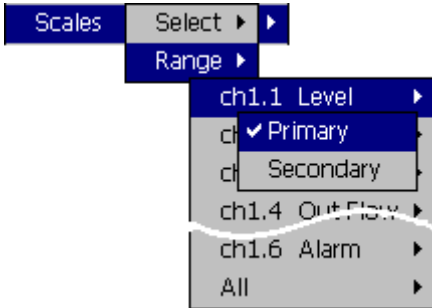 Scales Select
Range
ch1.1 Level
Primary
Secondary
ch1.4 Out Flow
ch1.6 Alarm
All